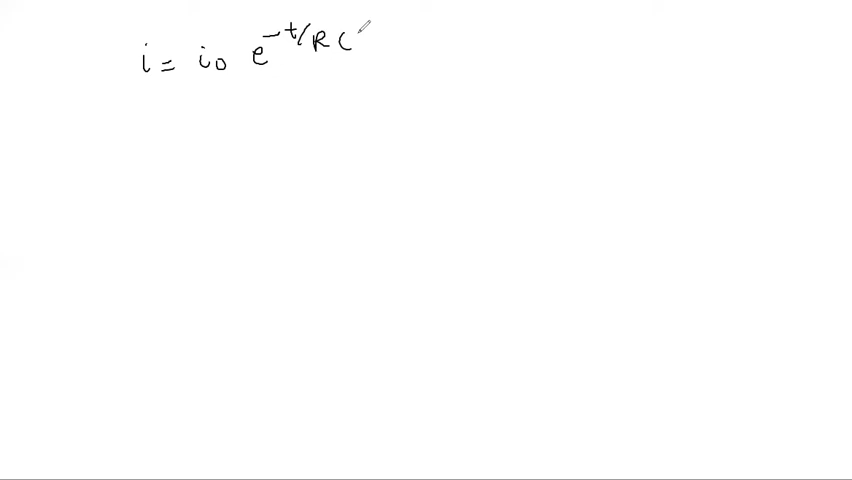 i = i₀ e^{-t/RC}